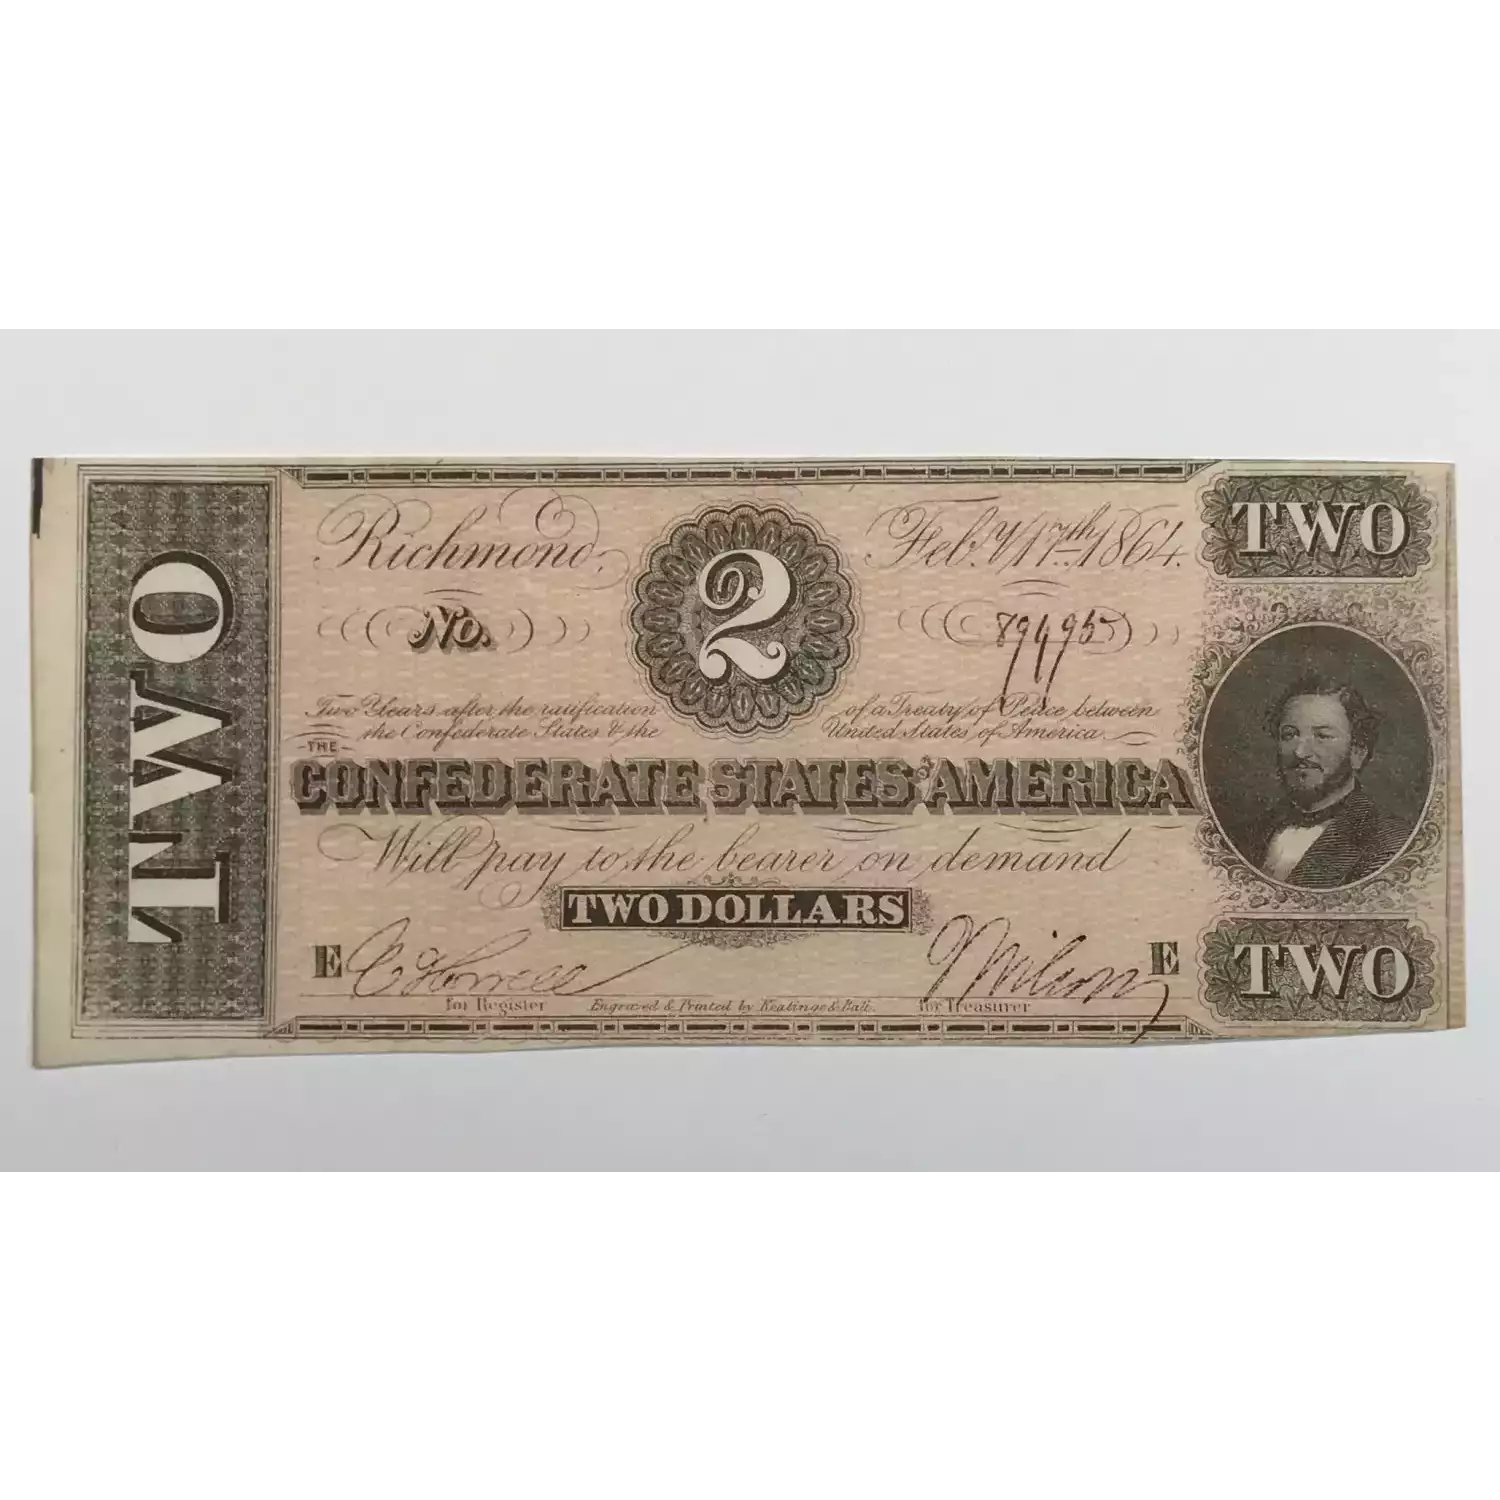 TWO
Richmond, 2 Feb.y 17th 1864. TWO
No. 79495
Two Years after the ratification of a Treaty of Peace between
the Confederate States & the United States of America.
THE
CONFEDERATE STATES OF AMERICA
Will pay to the bearer on demand
TWO DOLLARS
E E
for Register Engraved & Printed by Keatinge & Ball. for Treasurer TWO